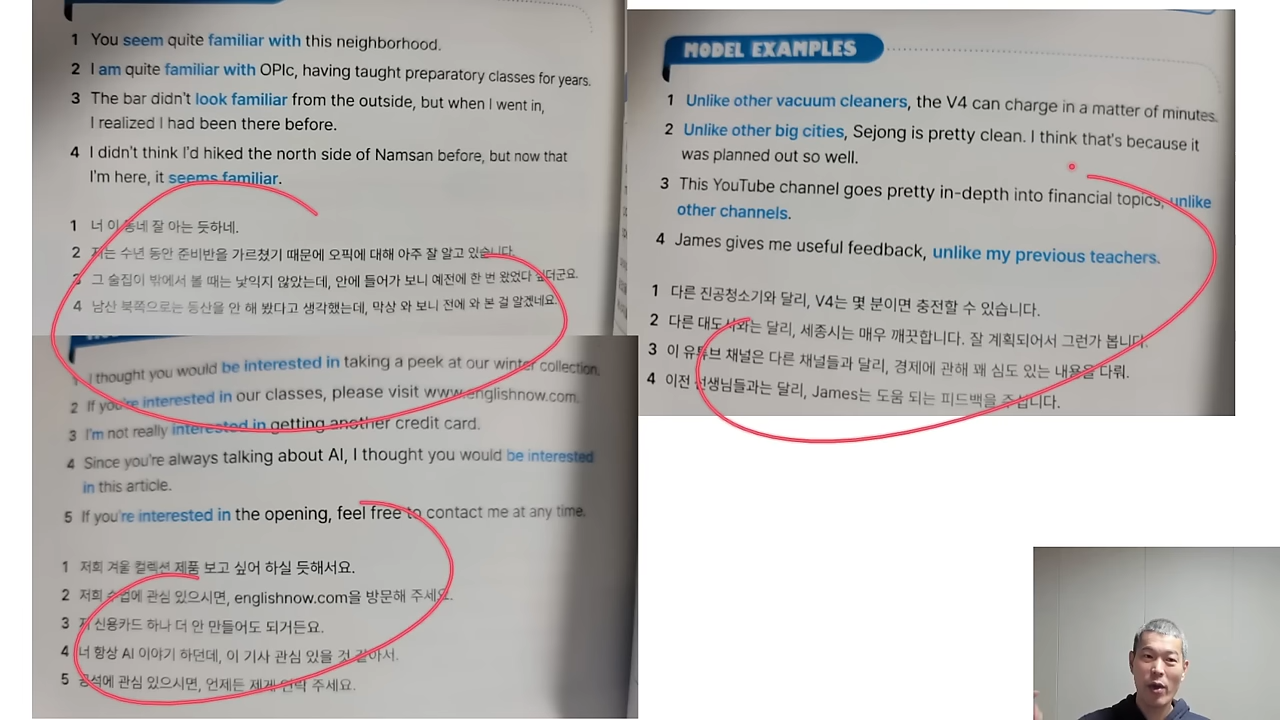 1 You seem quite familiar with this neighborhood.
2 I am quite familiar with OPIc, having taught preparatory classes for years.
3 The bar didn't look familiar from the outside, but when I went in,
I realized I had been there before.
4 I didn't think I'd hiked the north side of Namsan before, but now that
I'm here, it seems familiar.
1 너 이 동네 잘 아는 듯하네.
2 저는 수년 동안 준비반을 가르쳤기 때문에 오픽에 대해 아주 잘 알고 있습니다.
3 그 술집이 밖에서 볼 때는 낯익지 않았는데, 안에 들어가 보니 예전에 한 번 왔었다 싶더군요.
4 남산 북쪽으로는 등산을 안 해 봤다고 생각했는데, 막상 와 보니 전에 와 본 걸 알겠네요.
1 I thought you would be interested in taking a peek at our winter collection.
2 If you're interested in our classes, please visit www.englishnow.com.
3 I'm not really interested in getting another credit card.
4 Since you're always talking about AI, I thought you would be interested
in this article.
5 If you're interested in the opening, feel free to contact me at any time.
1 저희 겨울 컬렉션 제품 보고 싶어 하실 듯해서요.
2 저희 수업에 관심 있으시면, englishnow.com을 방문해 주세요.
3 저 신용카드 하나 더 안 만들어도 되거든요.
4 너 항상 AI 이야기 하던데, 이 기사 관심 있을 것 같아서.
5 공석에 관심 있으시면, 언제든 제게 연락 주세요.
MODEL EXAMPLES
1 Unlike other vacuum cleaners, the V4 can charge in a matter of minutes.
2 Unlike other big cities, Sejong is pretty clean. I think that's because it
was planned out so well.
3 This YouTube channel goes pretty in-depth into financial topics, unlike
other channels.
4 James gives me useful feedback, unlike my previous teachers.
1 다른 진공청소기와 달리, V4는 몇 분이면 충전할 수 있습니다.
2 다른 대도시와는 달리, 세종시는 매우 깨끗합니다. 잘 계획되어서 그런가 봅니다.
3 이 유튜브 채널은 다른 채널들과 달리, 경제에 관해 꽤 심도 있는 내용을 다뤄.
4 이전 선생님들과는 달리, James는 도움 되는 피드백을 주십니다.